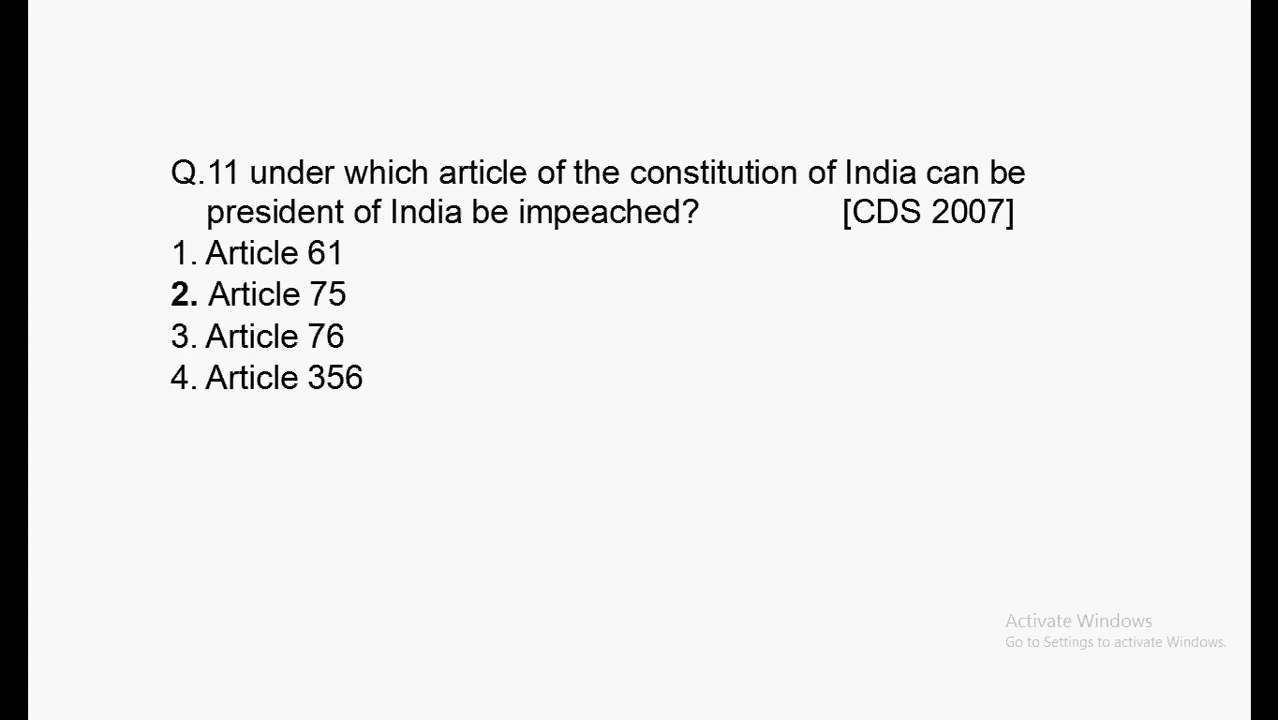 Q.11 under which article of the constitution of India can be
president of India be impeached? [CDS 2007]
1. Article 61
2. Article 75
3. Article 76
4. Article 356
Activate Windows
Go to Settings to activate Windows.